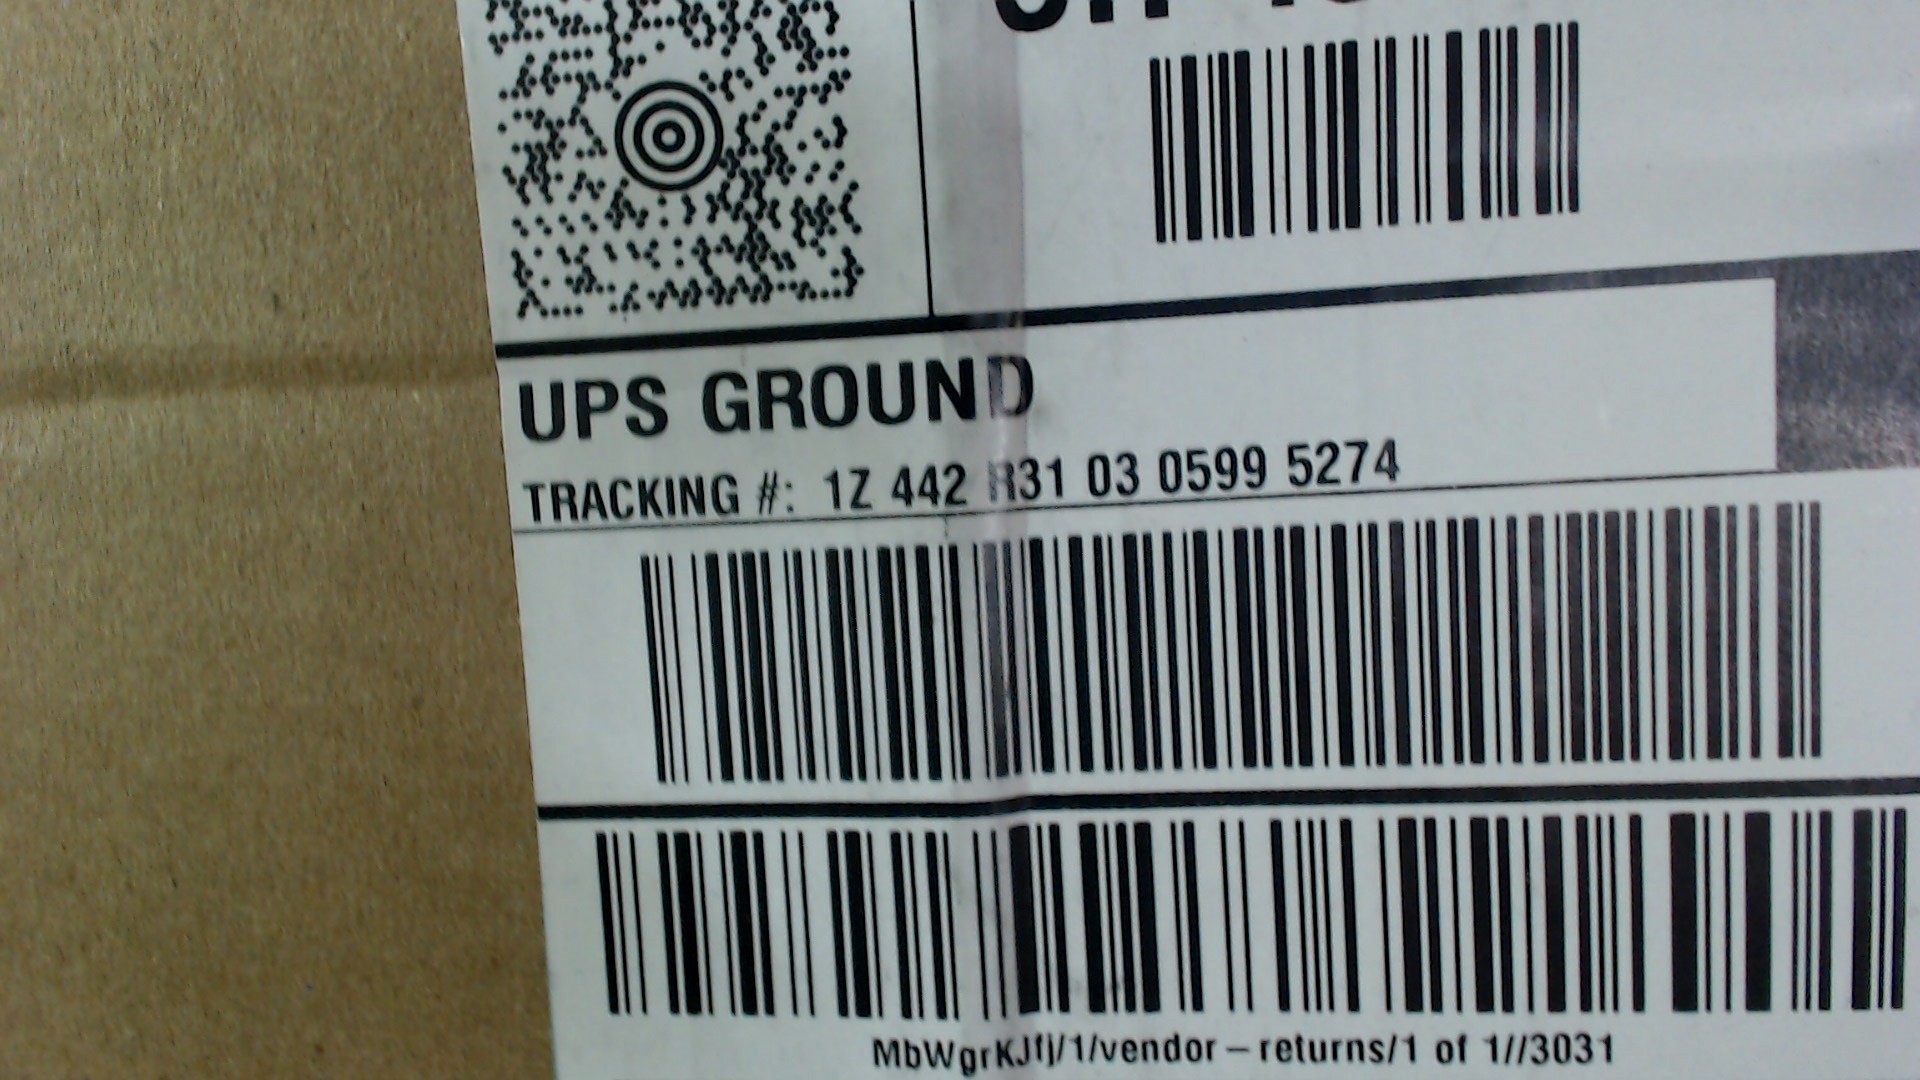 UPS GROUND
TRACKING #: 1Z 442 R31 03 0599 5274
MbWgrKJfj/1/vendor – returns/1 of 1//3031